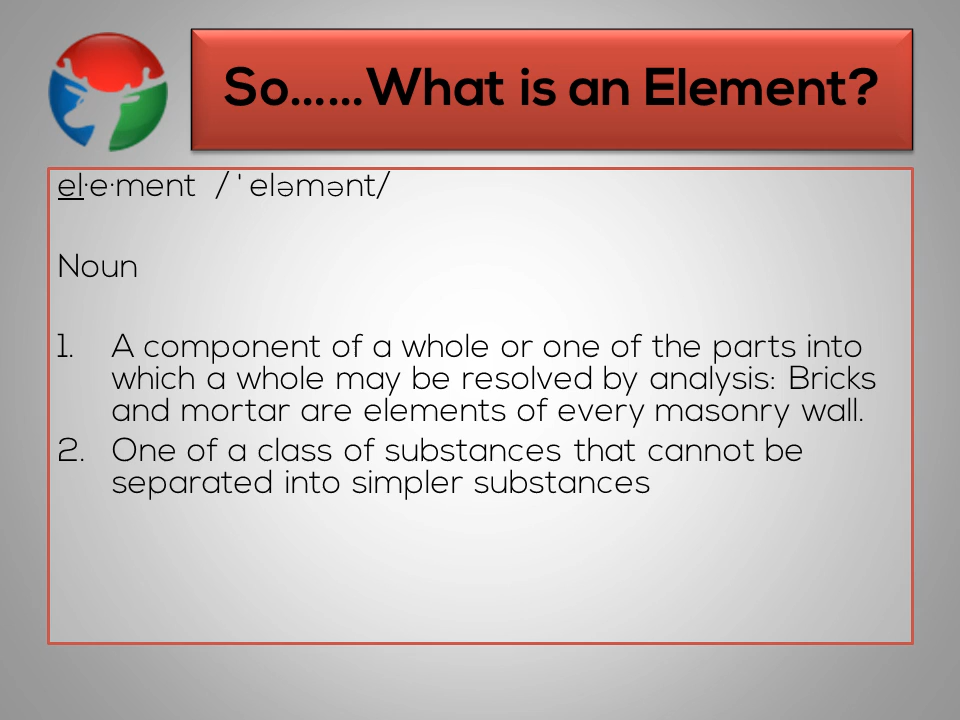 So......What is an Element?
el·e·ment /ˈeləmənt/
Noun
1. A component of a whole or one of the parts into
which a whole may be resolved by analysis: Bricks
and mortar are elements of every masonry wall.
2. One of a class of substances that cannot be
separated into simpler substances